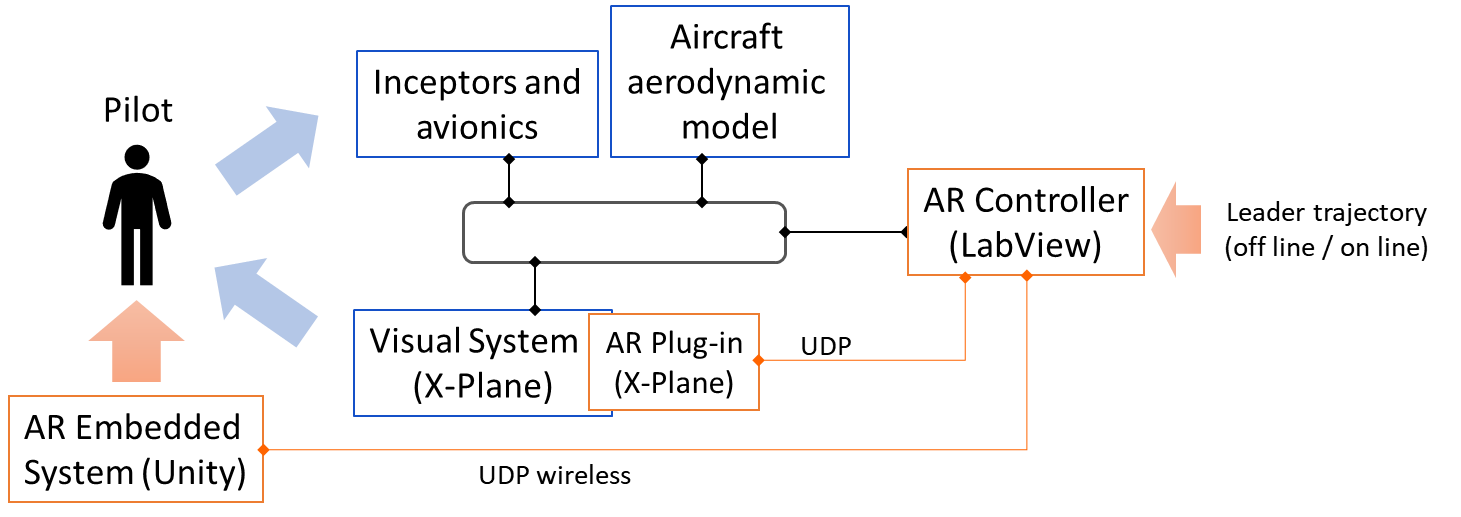 Pilot
Inceptors and
avionics
Aircraft
aerodynamic
model
AR Controller
(LabView)
Leader trajectory
(off line / on line)
Visual System
(X-Plane)
AR Plug-in
(X-Plane)
UDP
AR Embedded
System (Unity)
UDP wireless